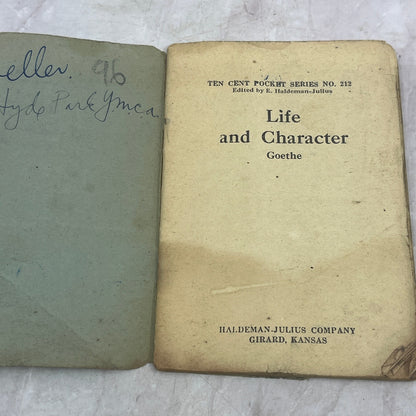 eller. 96
Hyde Park Ymca
TEN CENT POCKET SERIES NO. 212
Edited by E. Haldeman-Julius
Life
and Character
Goethe
HALDEMAN-JULIUS COMPANY
GIRARD, KANSAS